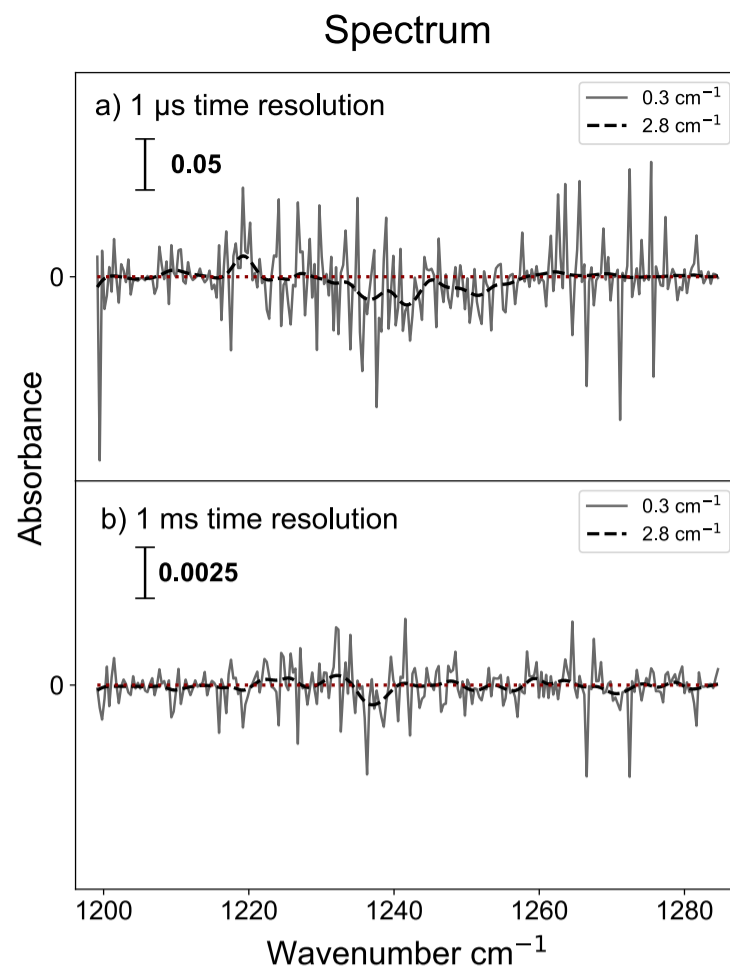 Spectrum
a) 1 µs time resolution
0.3 cm⁻¹
2.8 cm⁻¹
0.05
0
Absorbance
b) 1 ms time resolution
0.3 cm⁻¹
2.8 cm⁻¹
0.0025
0
1200 1220 1240 1260 1280
Wavenumber cm⁻¹